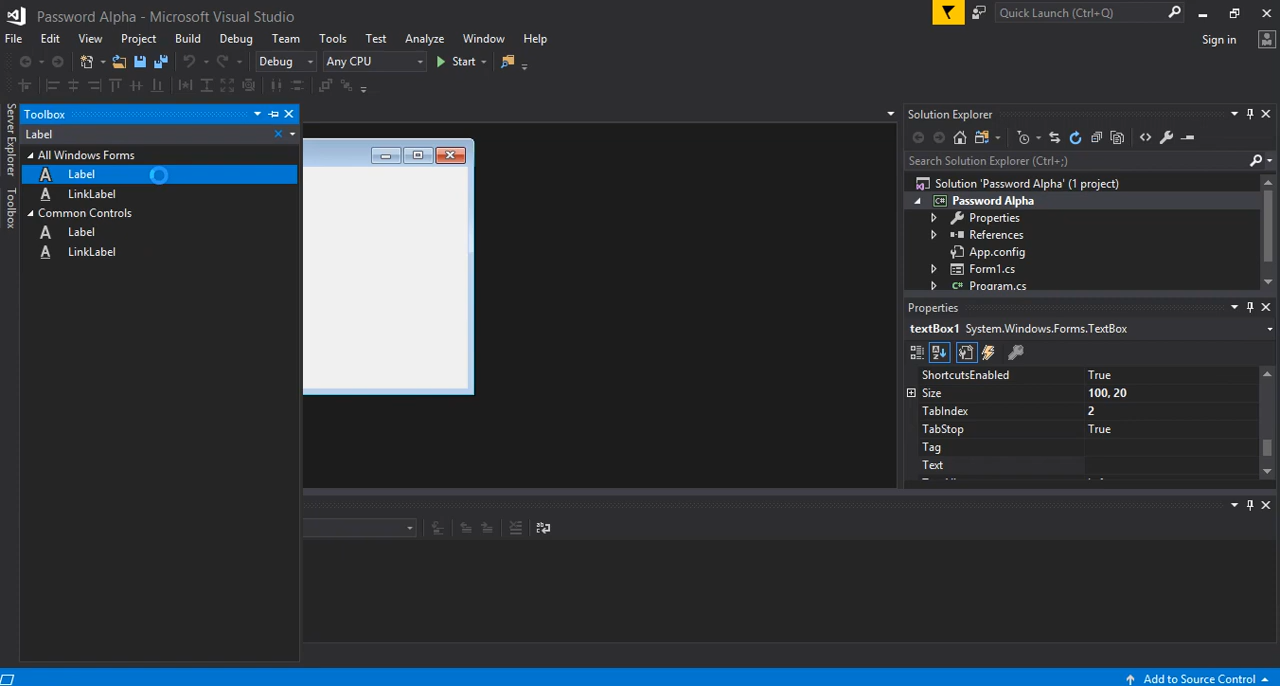 Password Alpha - Microsoft Visual Studio
Quick Launch (Ctrl+Q)
File Edit View Project Build Debug Team Tools Test Analyze Window Help
Sign in
Debug Any CPU Start
Server Explorer
Toolbox
Toolbox
Label
All Windows Forms
Label
LinkLabel
Common Controls
Label
LinkLabel
Solution Explorer
Search Solution Explorer (Ctrl+;)
Solution 'Password Alpha' (1 project)
Password Alpha
Properties
References
App.config
Form1.cs
Program.cs
Properties
textBox1 System.Windows.Forms.TextBox
ShortcutsEnabled True
Size 100, 20
TabIndex 2
TabStop True
Tag
Text
Add to Source Control